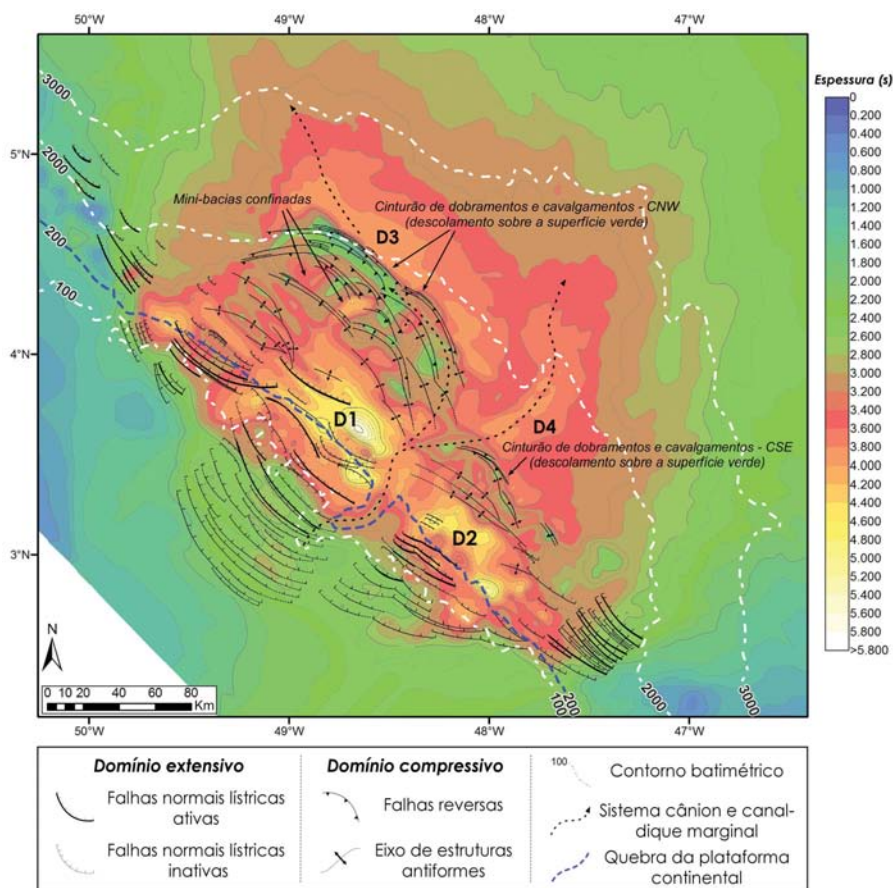 50°W 49°W 48°W 47°W
Espessura (s)
0
0.200
0.400
0.600
0.800
1.000
1.200
1.400
1.600
1.800
2.000
2.200
2.400
2.600
2.800
3.000
3.200
3.400
3.600
3.800
4.000
4.200
4.400
4.600
4.800
5.000
5.200
5.400
5.600
5.800
>5.800
3000
2000
200
100
5°N
4°N
3°N
Mini-bacias confinadas
Cinturão de dobramentos e cavalgamentos - CNW
(descolamento sobre a superfície verde)
D3
D1
D4
Cinturão de dobramentos e cavalgamentos - CSE
(descolamento sobre a superfície verde)
D2
N
0 10 20 40 60 80
Km
100
200
2000
3000
50°W 49°W 48°W 47°W
Domínio extensivo
Falhas normais lístricas
ativas
Falhas normais lístricas
inativas
Domínio compressivo
Falhas reversas
Eixo de estruturas
antiformes
100
Contorno batimétrico
Sistema cânion e canal-
dique marginal
Quebra da plataforma
continental